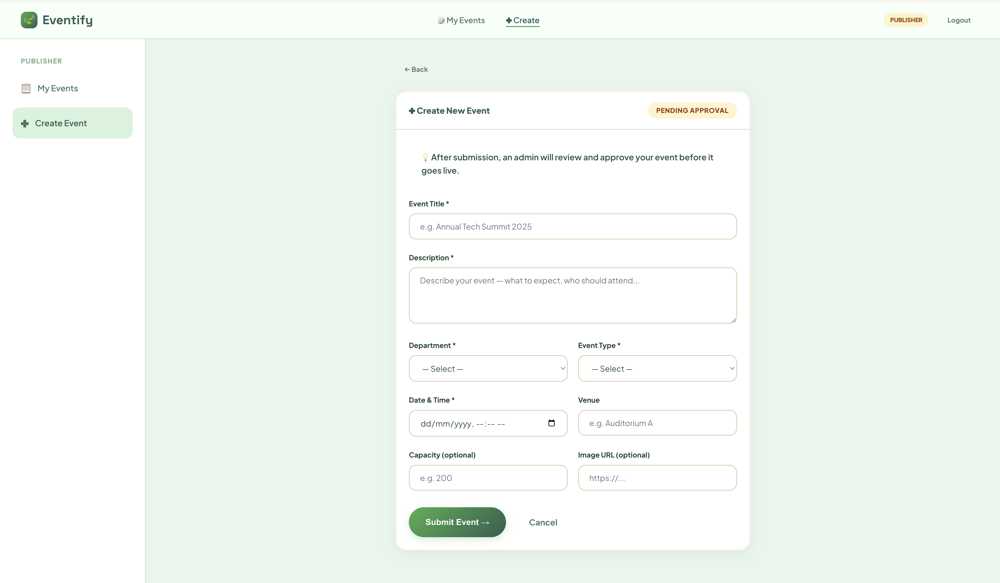 Eventify
📝 My Events
➕ Create
PUBLISHER
Logout
PUBLISHER
📋 My Events
➕ Create Event
← Back
➕ Create New Event
PENDING APPROVAL
💡 After submission, an admin will review and approve your event before it
goes live.
Event Title *
e.g. Annual Tech Summit 2025
Description *
Describe your event — what to expect, who should attend...
Department *
Event Type *
— Select —
— Select —
Date & Time *
Venue
dd/mm/yyyy, --:-- --
e.g. Auditorium A
Capacity (optional)
Image URL (optional)
e.g. 200
https://...
Submit Event →
Cancel